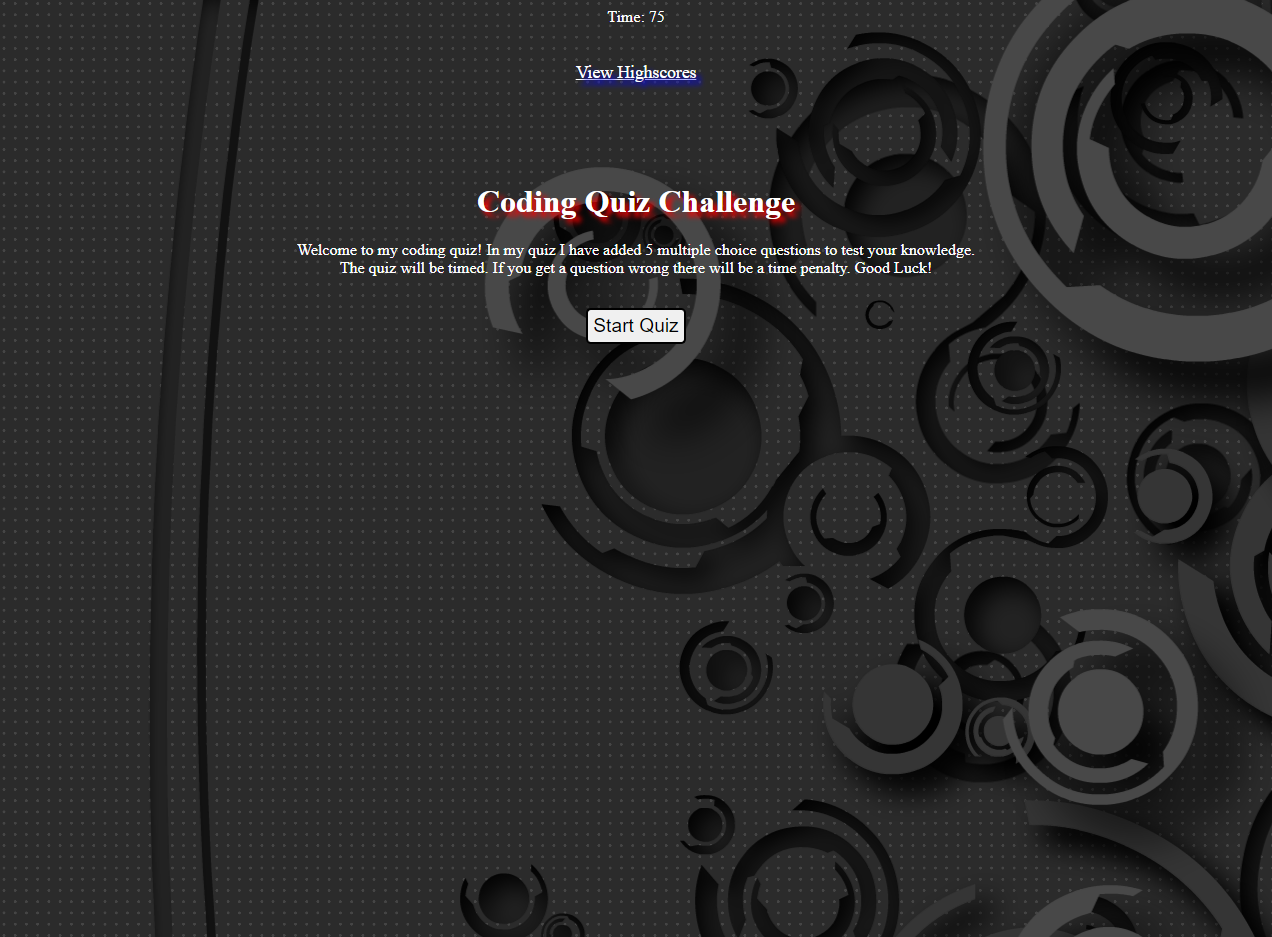 Time: 75
View Highscores
Coding Quiz Challenge
Welcome to my coding quiz! In my quiz I have added 5 multiple choice questions to test your knowledge.
The quiz will be timed. If you get a question wrong there will be a time penalty. Good Luck!
Start Quiz